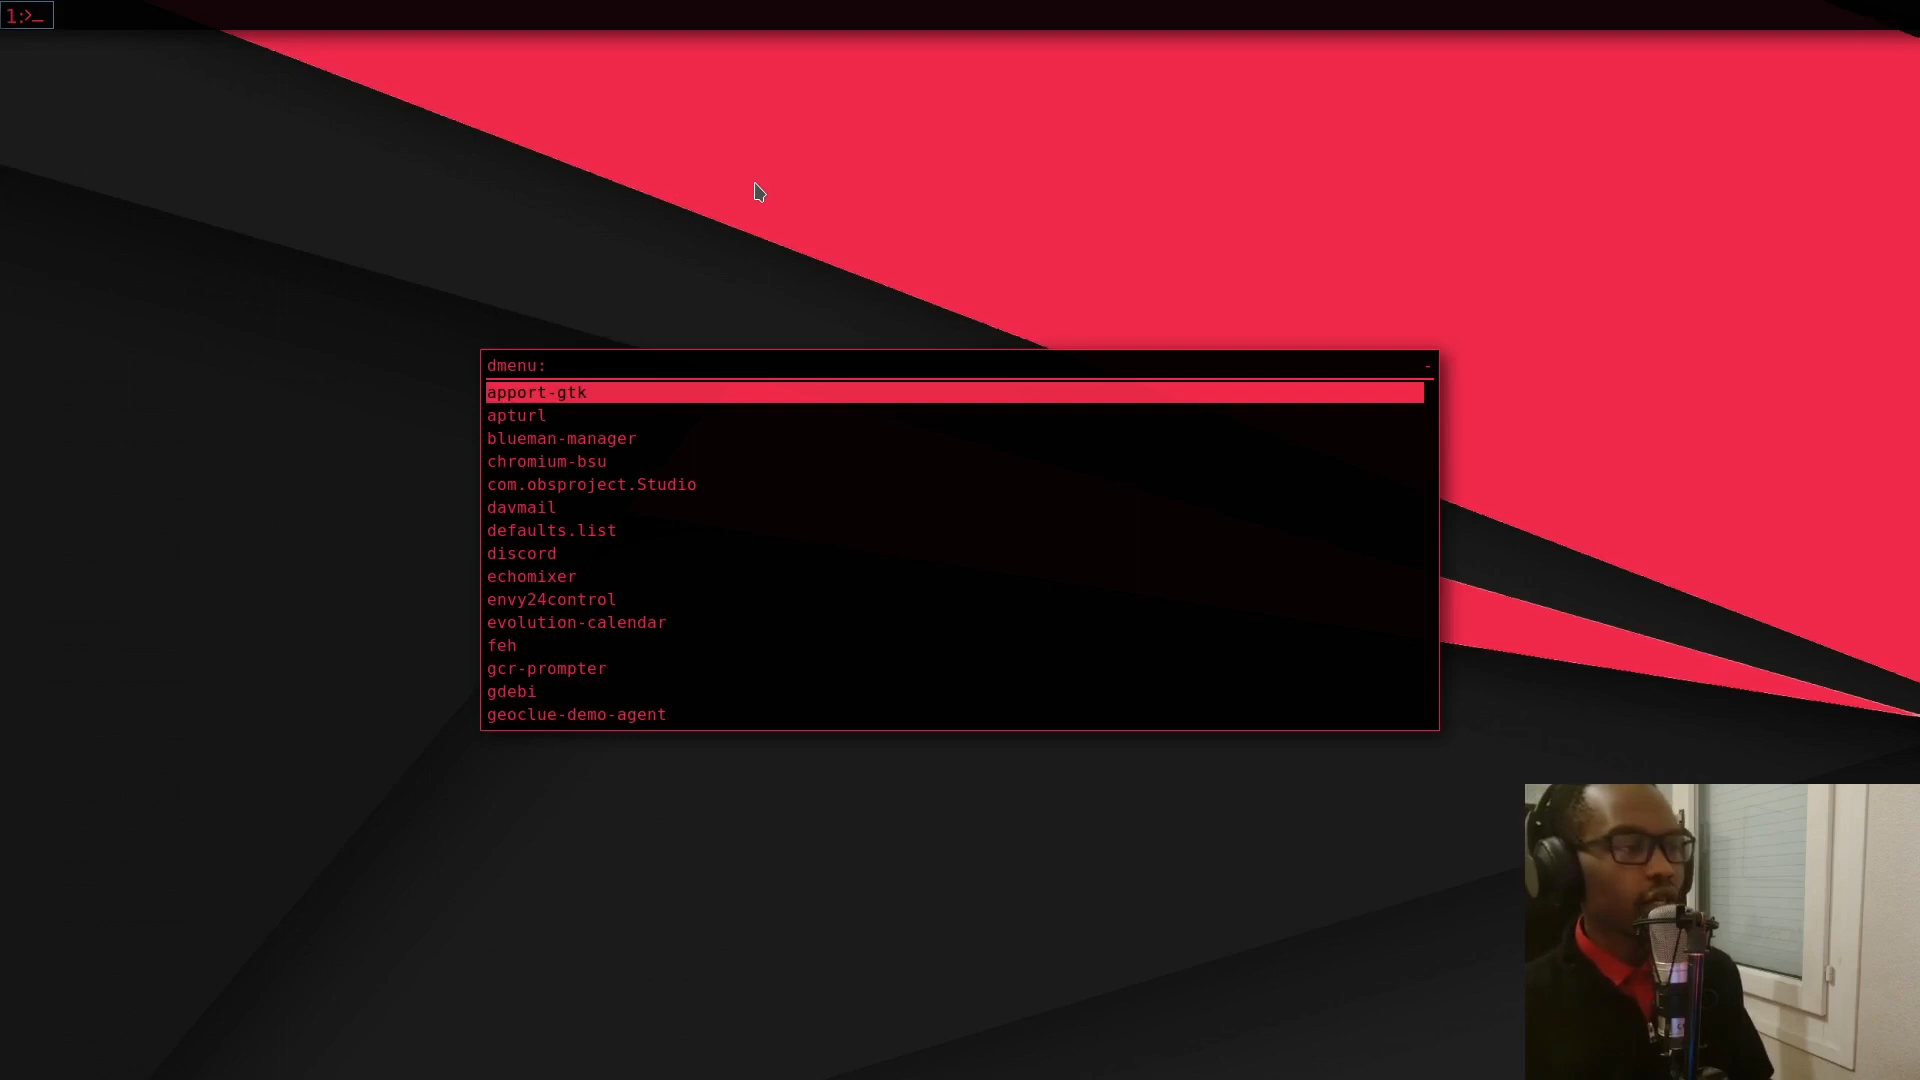 1:>_
dmenu:
-
apport-gtk
apturl
blueman-manager
chromium-bsu
com.obsproject.Studio
davmail
defaults.list
discord
echomixer
envy24control
evolution-calendar
feh
gcr-prompter
gdebi
geoclue-demo-agent